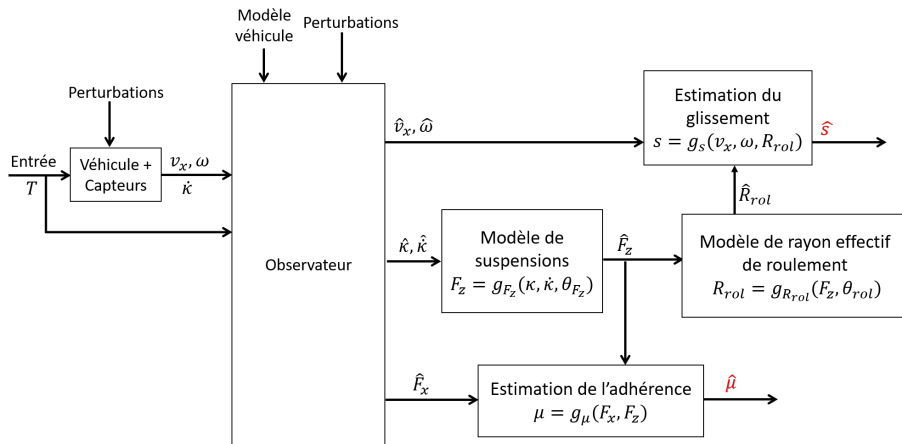 Modèle
véhicule
Perturbations
Perturbations
Entrée
T
Véhicule +
Capteurs
v_x, ω
κ̇
Observateur
v̂_x, ω̂
Estimation du
glissement
s = g_s(v_x, ω, R_rol)
ŝ
R̂_rol
κ̂, κ̇̂
Modèle de
suspensions
F_z = g_{F_z}(κ, κ̇, θ_{F_z})
F̂_z
Modèle de rayon effectif
de roulement
R_rol = g_{R_rol}(F_z, θ_rol)
F̂_x
Estimation de l'adhérence
μ = g_μ(F_x, F_z)
μ̂